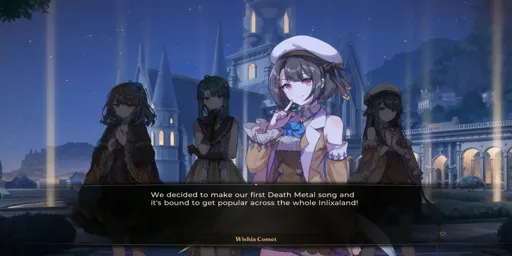 We decided to make our first Death Metal song and
it's bound to get popular across the whole Inlixaland!
Wishia Comet